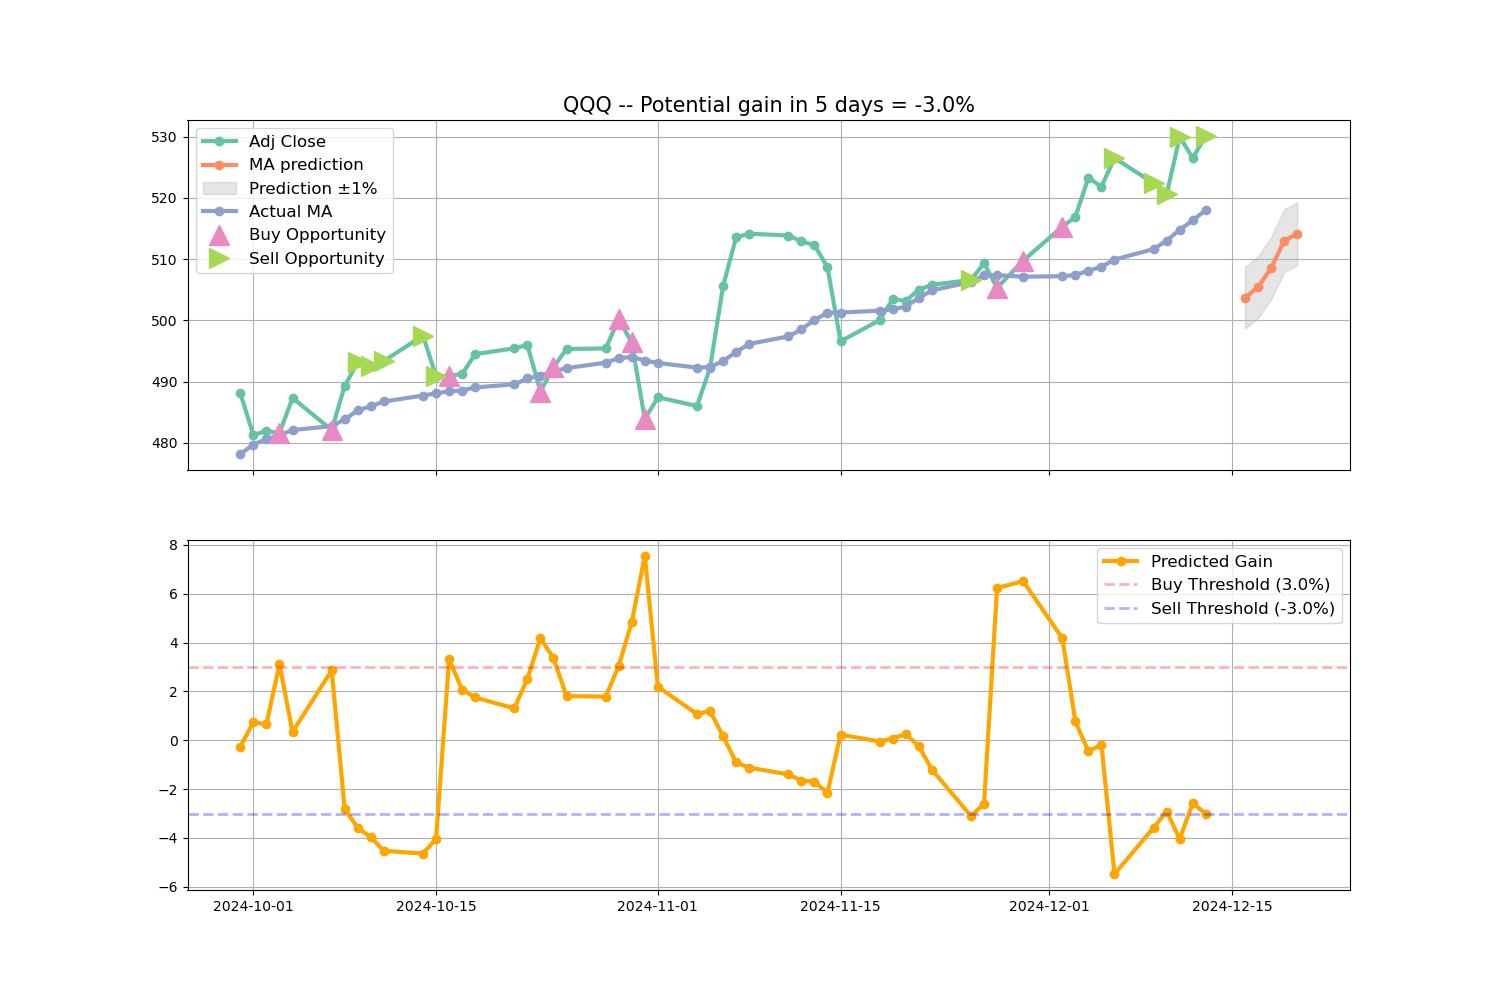 QQQ -- Potential gain in 5 days = -3.0%
530
520
510
500
490
480
Adj Close
MA prediction
Prediction ±1%
Actual MA
Buy Opportunity
Sell Opportunity
8
6
4
2
0
−2
−4
−6
Predicted Gain
Buy Threshold (3.0%)
Sell Threshold (-3.0%)
2024-10-01
2024-10-15
2024-11-01
2024-11-15
2024-12-01
2024-12-15